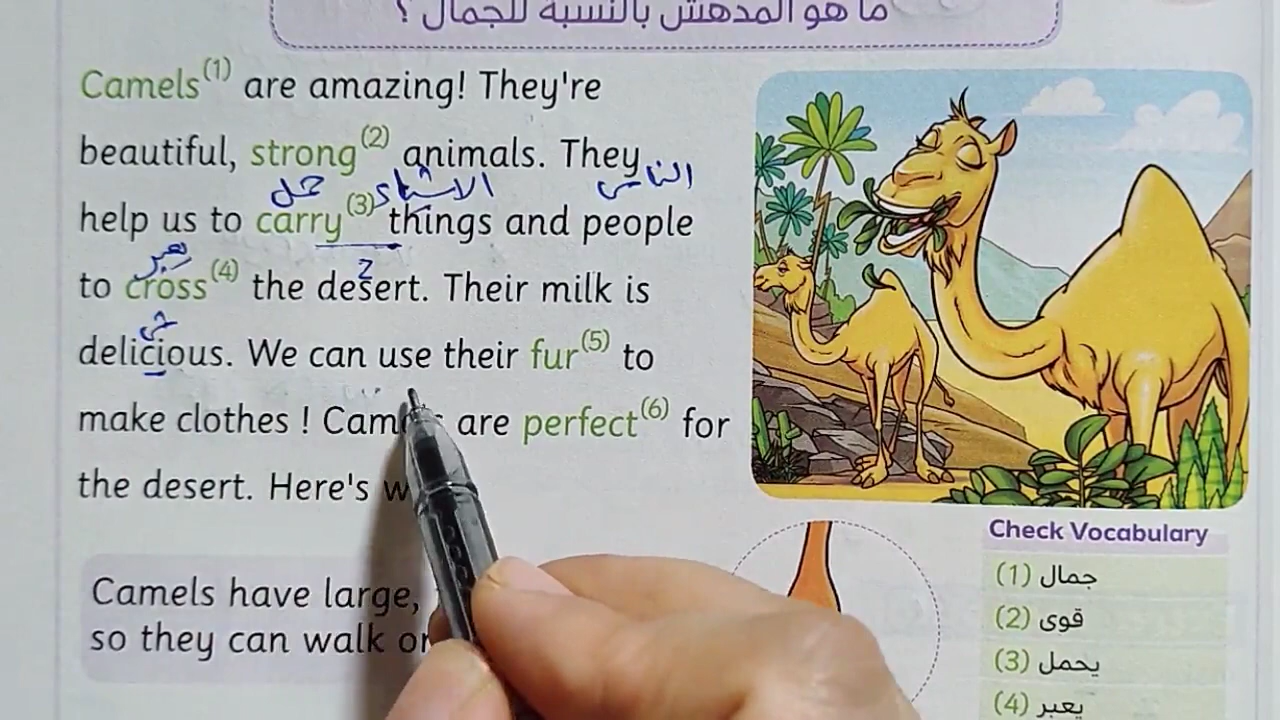 ما هو المدهش بالنسبة للجمال ؟
Camels(1) are amazing! They're
beautiful, strong(2) animals. They
حمل الاشياء الناس
help us to carry(3) things and people
يعبر
to cross(4) the desert. Their milk is
z
delicious. We can use their fur(5) to
make clothes ! Camels are perfect(6) for
the desert. Here's
Camels have large,
so they can walk
Check Vocabulary
(1) جمال
(2) قوى
(3) يحمل
(4) يعبر